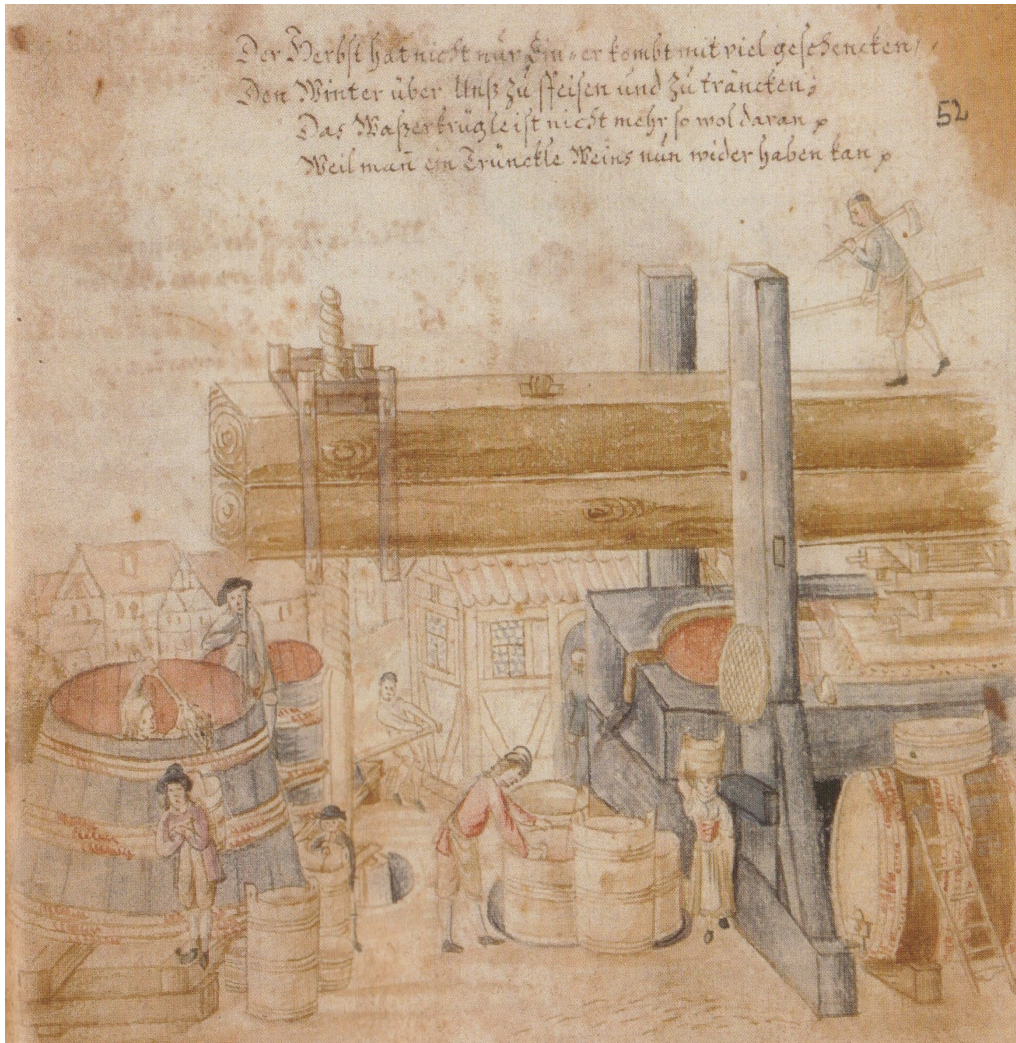 Der Herbst hat nicht nur Ein = er kombt mit viel geschencken /
Den Winter über Unß Zu speisen und Zu träncken;
Das Waßerkrügle ist nicht mehr so wol daran
Weil mañ ein Trünckle Weins nun wider haben kan
52